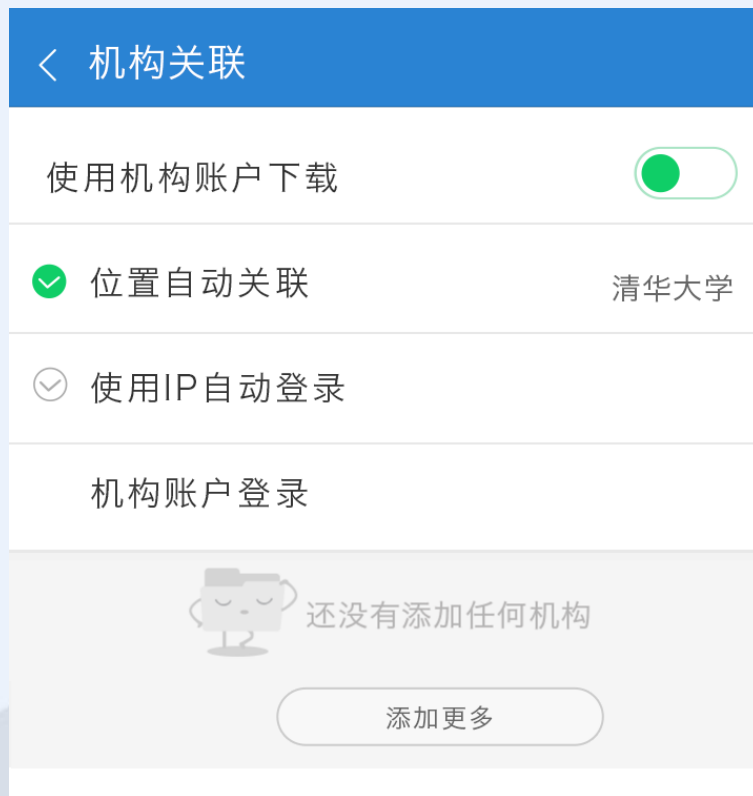 机构关联
使用机构账户下载
位置自动关联 清华大学
使用IP自动登录
机构账户登录
还没有添加任何机构
添加更多